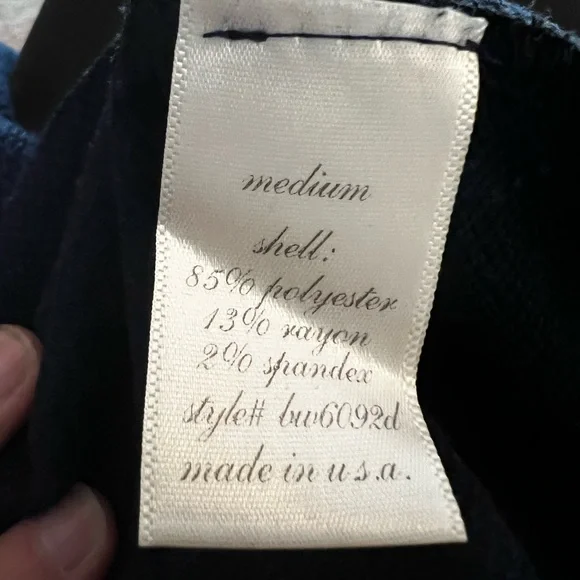 medium
shell:
85% polyester
13% rayon
2% spandex
style# bw6092d
made in u.s.a.